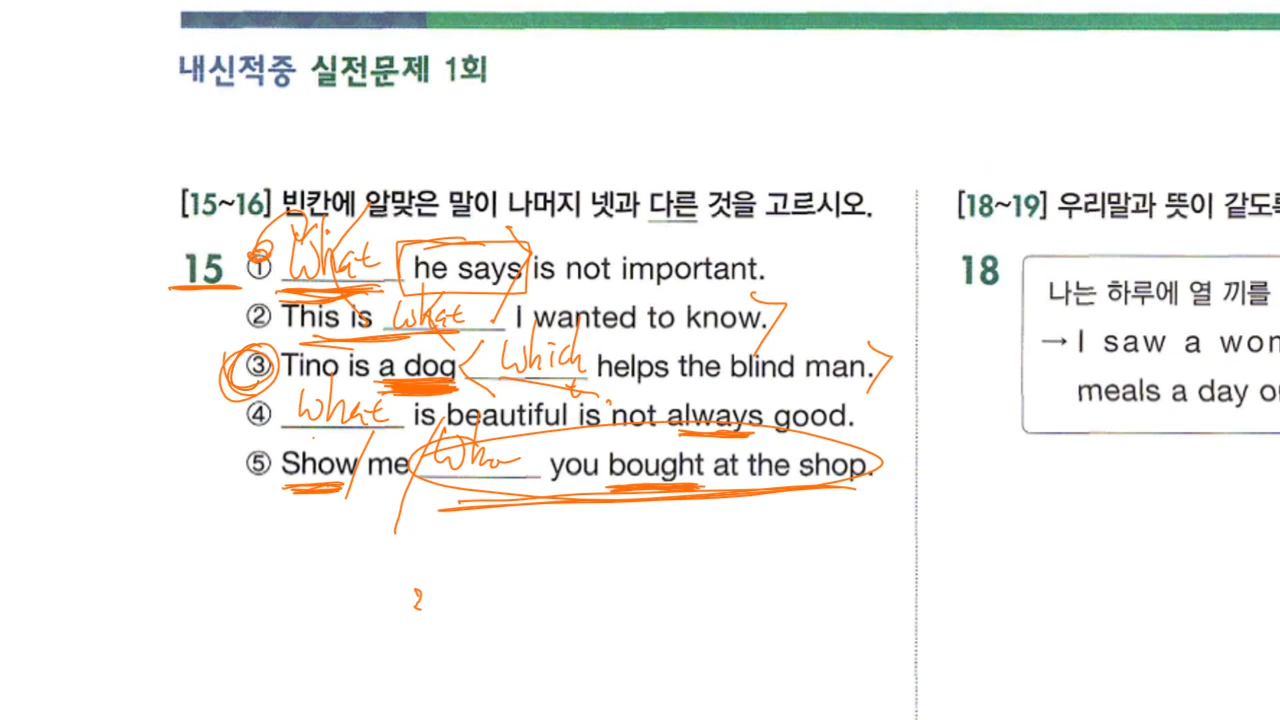 내신적중 실전문제 1회
[15~16] 빈칸에 알맞은 말이 나머지 넷과 다른 것을 고르시오.
15 ① What he says is not important.
② This is what I wanted to know.
③ Tino is a dog which helps the blind man.
④ what is beautiful is not always good.
⑤ Show me you bought at the shop.
2
[18~19] 우리말과 뜻이 같도록
18
나는 하루에 열 끼를
→ I saw a wom
meals a day o